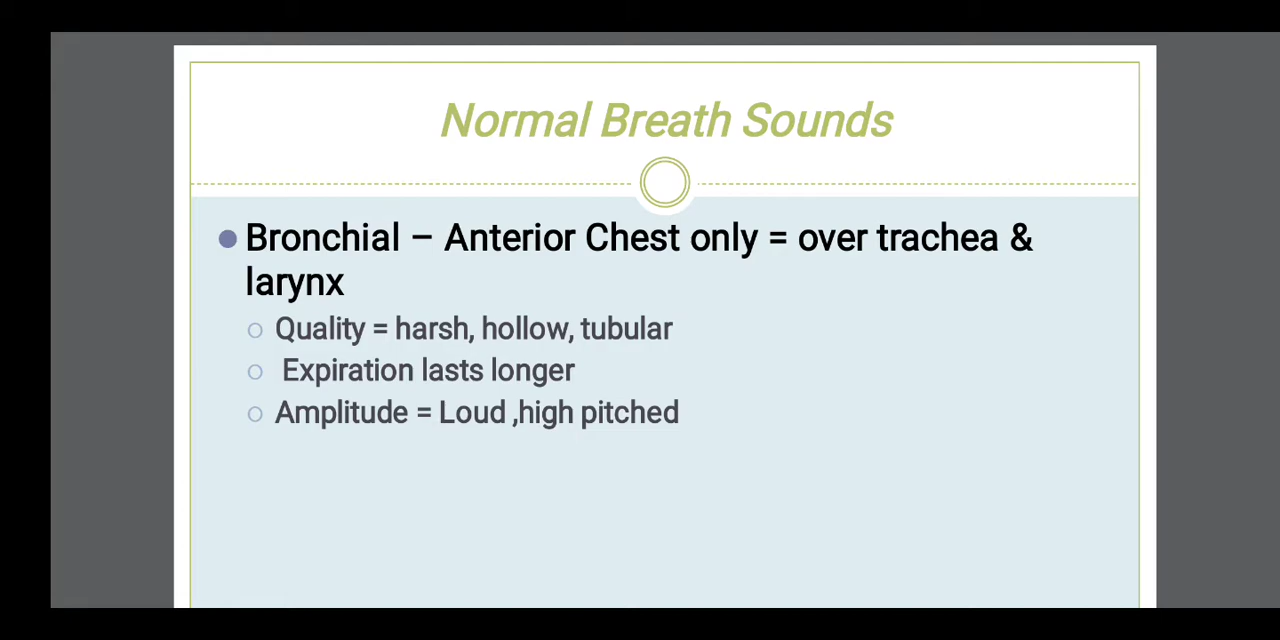 Normal Breath Sounds
Bronchial – Anterior Chest only = over trachea &
larynx
Quality = harsh, hollow, tubular
Expiration lasts longer
Amplitude = Loud ,high pitched